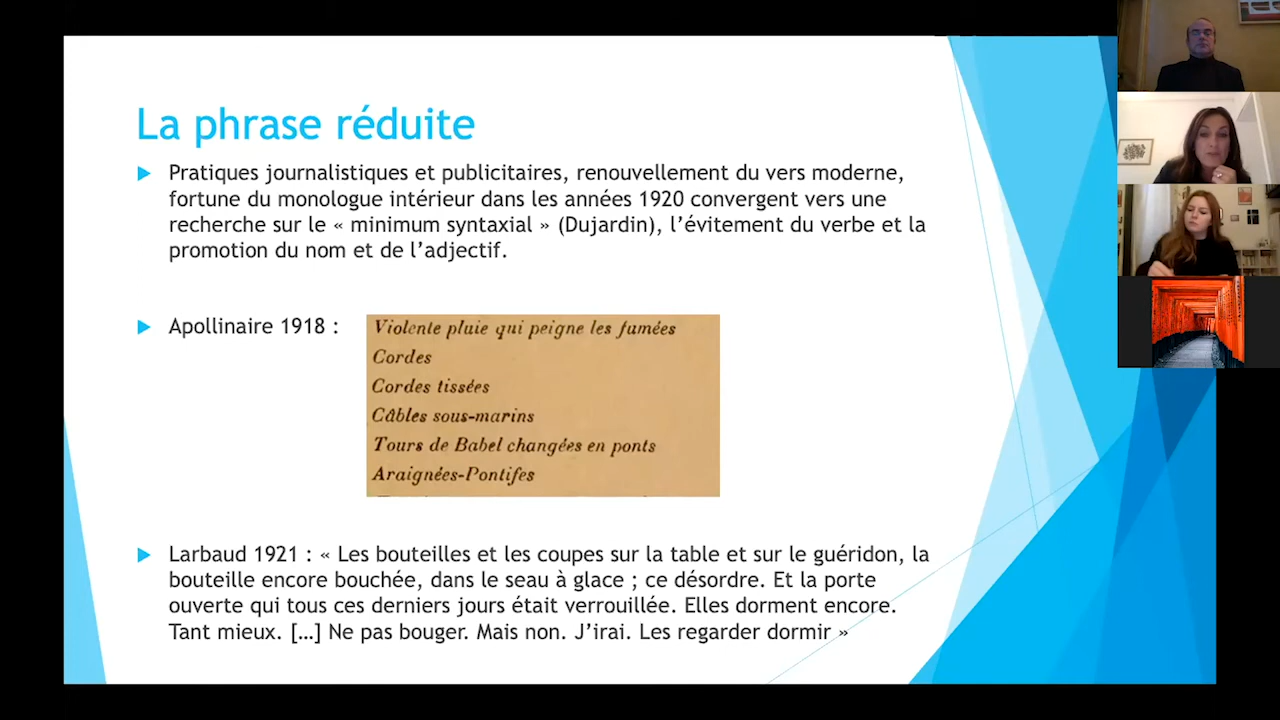 La phrase réduite
Pratiques journalistiques et publicitaires, renouvellement du vers moderne,
fortune du monologue intérieur dans les années 1920 convergent vers une
recherche sur le « minimum syntaxial » (Dujardin), l’évitement du verbe et la
promotion du nom et de l’adjectif.
Apollinaire 1918 :
Violente pluie qui peigne les fumées
Cordes
Cordes tissées
Câbles sous-marins
Tours de Babel changées en ponts
Araignées-Pontifes
Larbaud 1921 : « Les bouteilles et les coupes sur la table et sur le guéridon, la
bouteille encore bouchée, dans le seau à glace ; ce désordre. Et la porte
ouverte qui tous ces derniers jours était verrouillée. Elles dorment encore.
Tant mieux. […] Ne pas bouger. Mais non. J’irai. Les regarder dormir »